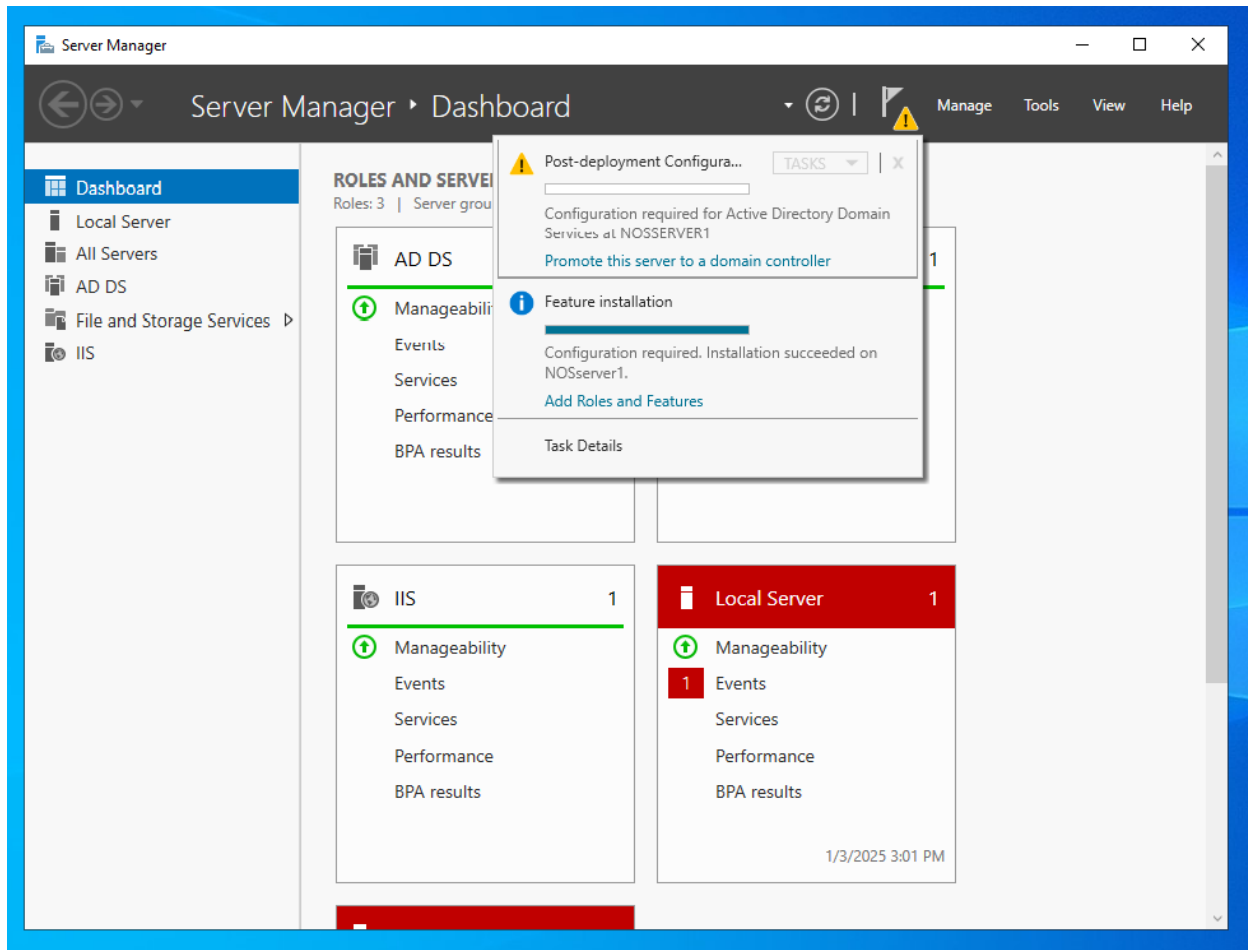 Server Manager
Server Manager • Dashboard
Manage Tools View Help
Dashboard
Local Server
All Servers
AD DS
File and Storage Services
IIS
ROLES AND SERVE
Roles: 3 | Server grou
Post-deployment Configura...
TASKS
X
Configuration required for Active Directory Domain
Services at NOSSERVER1
Promote this server to a domain controller
Feature installation
Configuration required. Installation succeeded on
NOSserver1.
Add Roles and Features
Task Details
AD DS
Manageabili
Events
Services
Performance
BPA results
1
IIS 1
Manageability
Events
Services
Performance
BPA results
Local Server 1
Manageability
1 Events
Services
Performance
BPA results
1/3/2025 3:01 PM